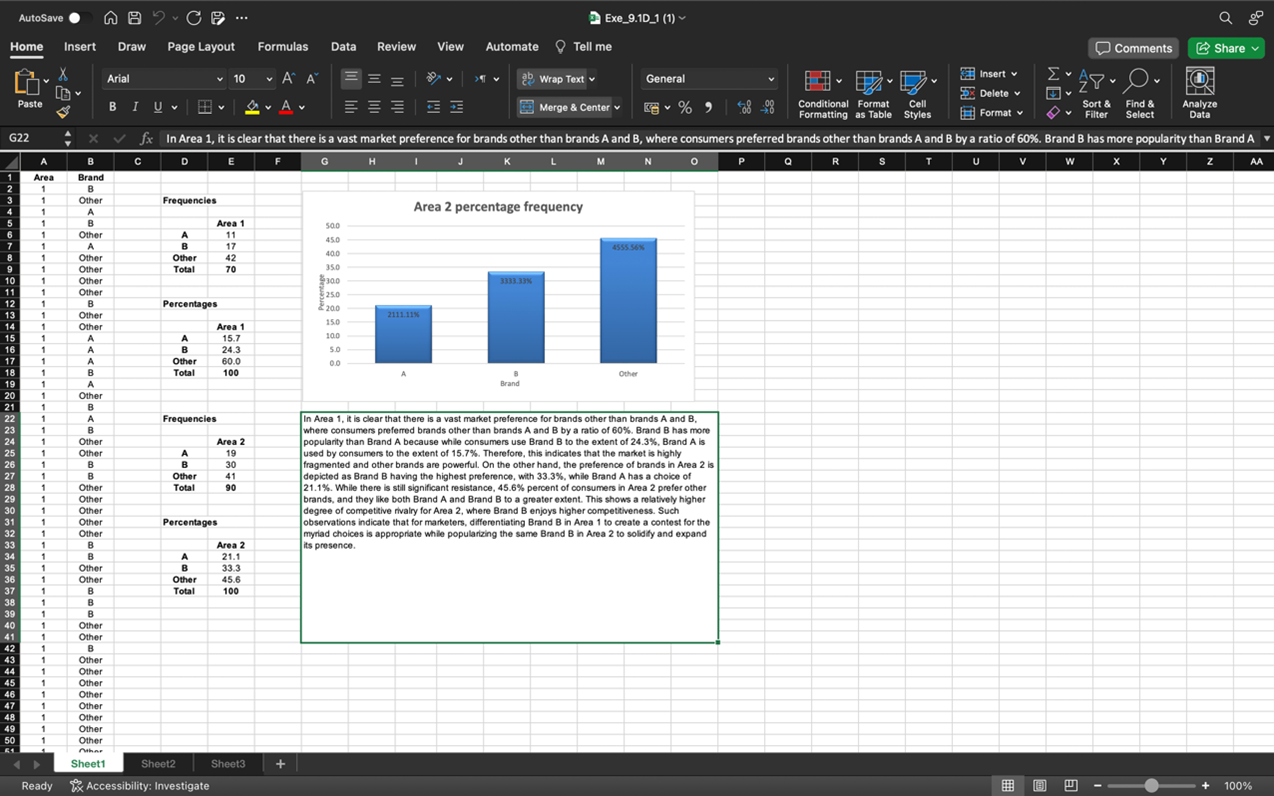 AutoSave
Exe_9.1D_1 (1)
Home Insert Draw Page Layout Formulas Data Review View Automate Tell me
Comments Share
Paste
Arial 10
B I U
Wrap Text
Merge & Center
General
Conditional Formatting
Format as Table
Cell Styles
Insert
Delete
Format
Sort & Filter
Find & Select
Analyze Data
G22 fx In Area 1, it is clear that there is a vast market preference for brands other than brands A and B, where consumers preferred brands other than brands A and B by a ratio of 60%. Brand B has more popularity than Brand A
A B C D E F G H I J K L M N O P Q R S T U V W X Y Z AA
1 Area Brand
2 1 B
3 1 Other Frequencies
4 1 A
5 1 B Area 1
6 1 Other A 11
7 1 A B 17
8 1 Other Other 42
9 1 Other Total 70
10 1 Other
11 1 Other
12 1 B Percentages
13 1 Other
14 1 Other Area 1
15 1 A A 15.7
16 1 A B 24.3
17 1 A Other 60.0
18 1 B Total 100
19 1 A
20 1 Other
21 1 B
22 1 A Frequencies
23 1 B
24 1 Other Area 2
25 1 Other A 19
26 1 B B 30
27 1 B Other 41
28 1 Other Total 90
29 1 Other
30 1 Other
31 1 Other Percentages
32 1 Other
33 1 B Area 2
34 1 B A 21.1
35 1 Other B 33.3
36 1 Other Other 45.6
37 1 B Total 100
38 1 B
39 1 B
40 1 Other
41 1 Other
42 1 B
43 1 Other
44 1 Other
45 1 Other
46 1 Other
47 1 Other
48 1 Other
49 1 Other
50 1 Other
51 1 Other
Area 2 percentage frequency
50.0
45.0
40.0
35.0
30.0
25.0
20.0
15.0
10.0
5.0
0.0
Percentage
2111.11%
3333.33%
4555.56%
A B Other
Brand
In Area 1, it is clear that there is a vast market preference for brands other than brands A and B,
where consumers preferred brands other than brands A and B by a ratio of 60%. Brand B has more
popularity than Brand A because while consumers use Brand B to the extent of 24.3%, Brand A is
used by consumers to the extent of 15.7%. Therefore, this indicates that the market is highly
fragmented and other brands are powerful. On the other hand, the preference of brands in Area 2 is
depicted as Brand B having the highest preference, with 33.3%, while Brand A has a choice of
21.1%. While there is still significant resistance, 45.6% percent of consumers in Area 2 prefer other
brands, and they like both Brand A and Brand B to a greater extent. This shows a relatively higher
degree of competitive rivalry for Area 2, where Brand B enjoys higher competitiveness. Such
observations indicate that for marketers, differentiating Brand B in Area 1 to create a contest for the
myriad choices is appropriate while popularizing the same Brand B in Area 2 to solidify and expand
its presence.
Sheet1 Sheet2 Sheet3
Ready Accessibility: Investigate
100%